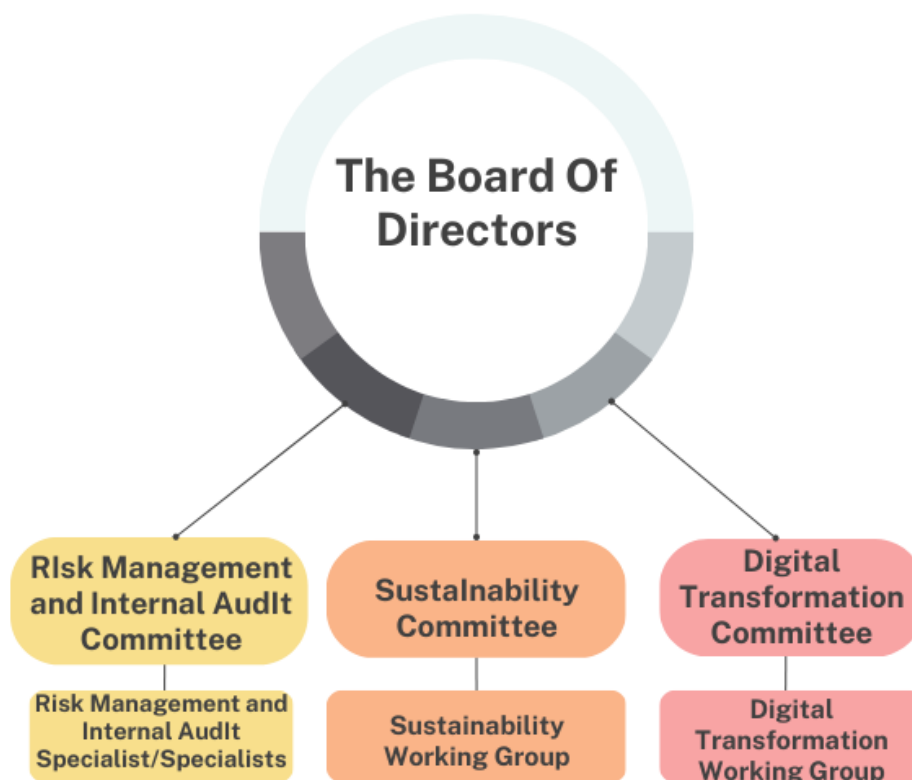 The Board Of
Directors
RIsk Management
and Internal AudIt
Committee
SustaInability
Committee
Digital
Transformation
Committee
Risk Management and
Internal AudIt
Specialist/Specialists
Sustainability
Working Group
Digital
Transformation
Working Group